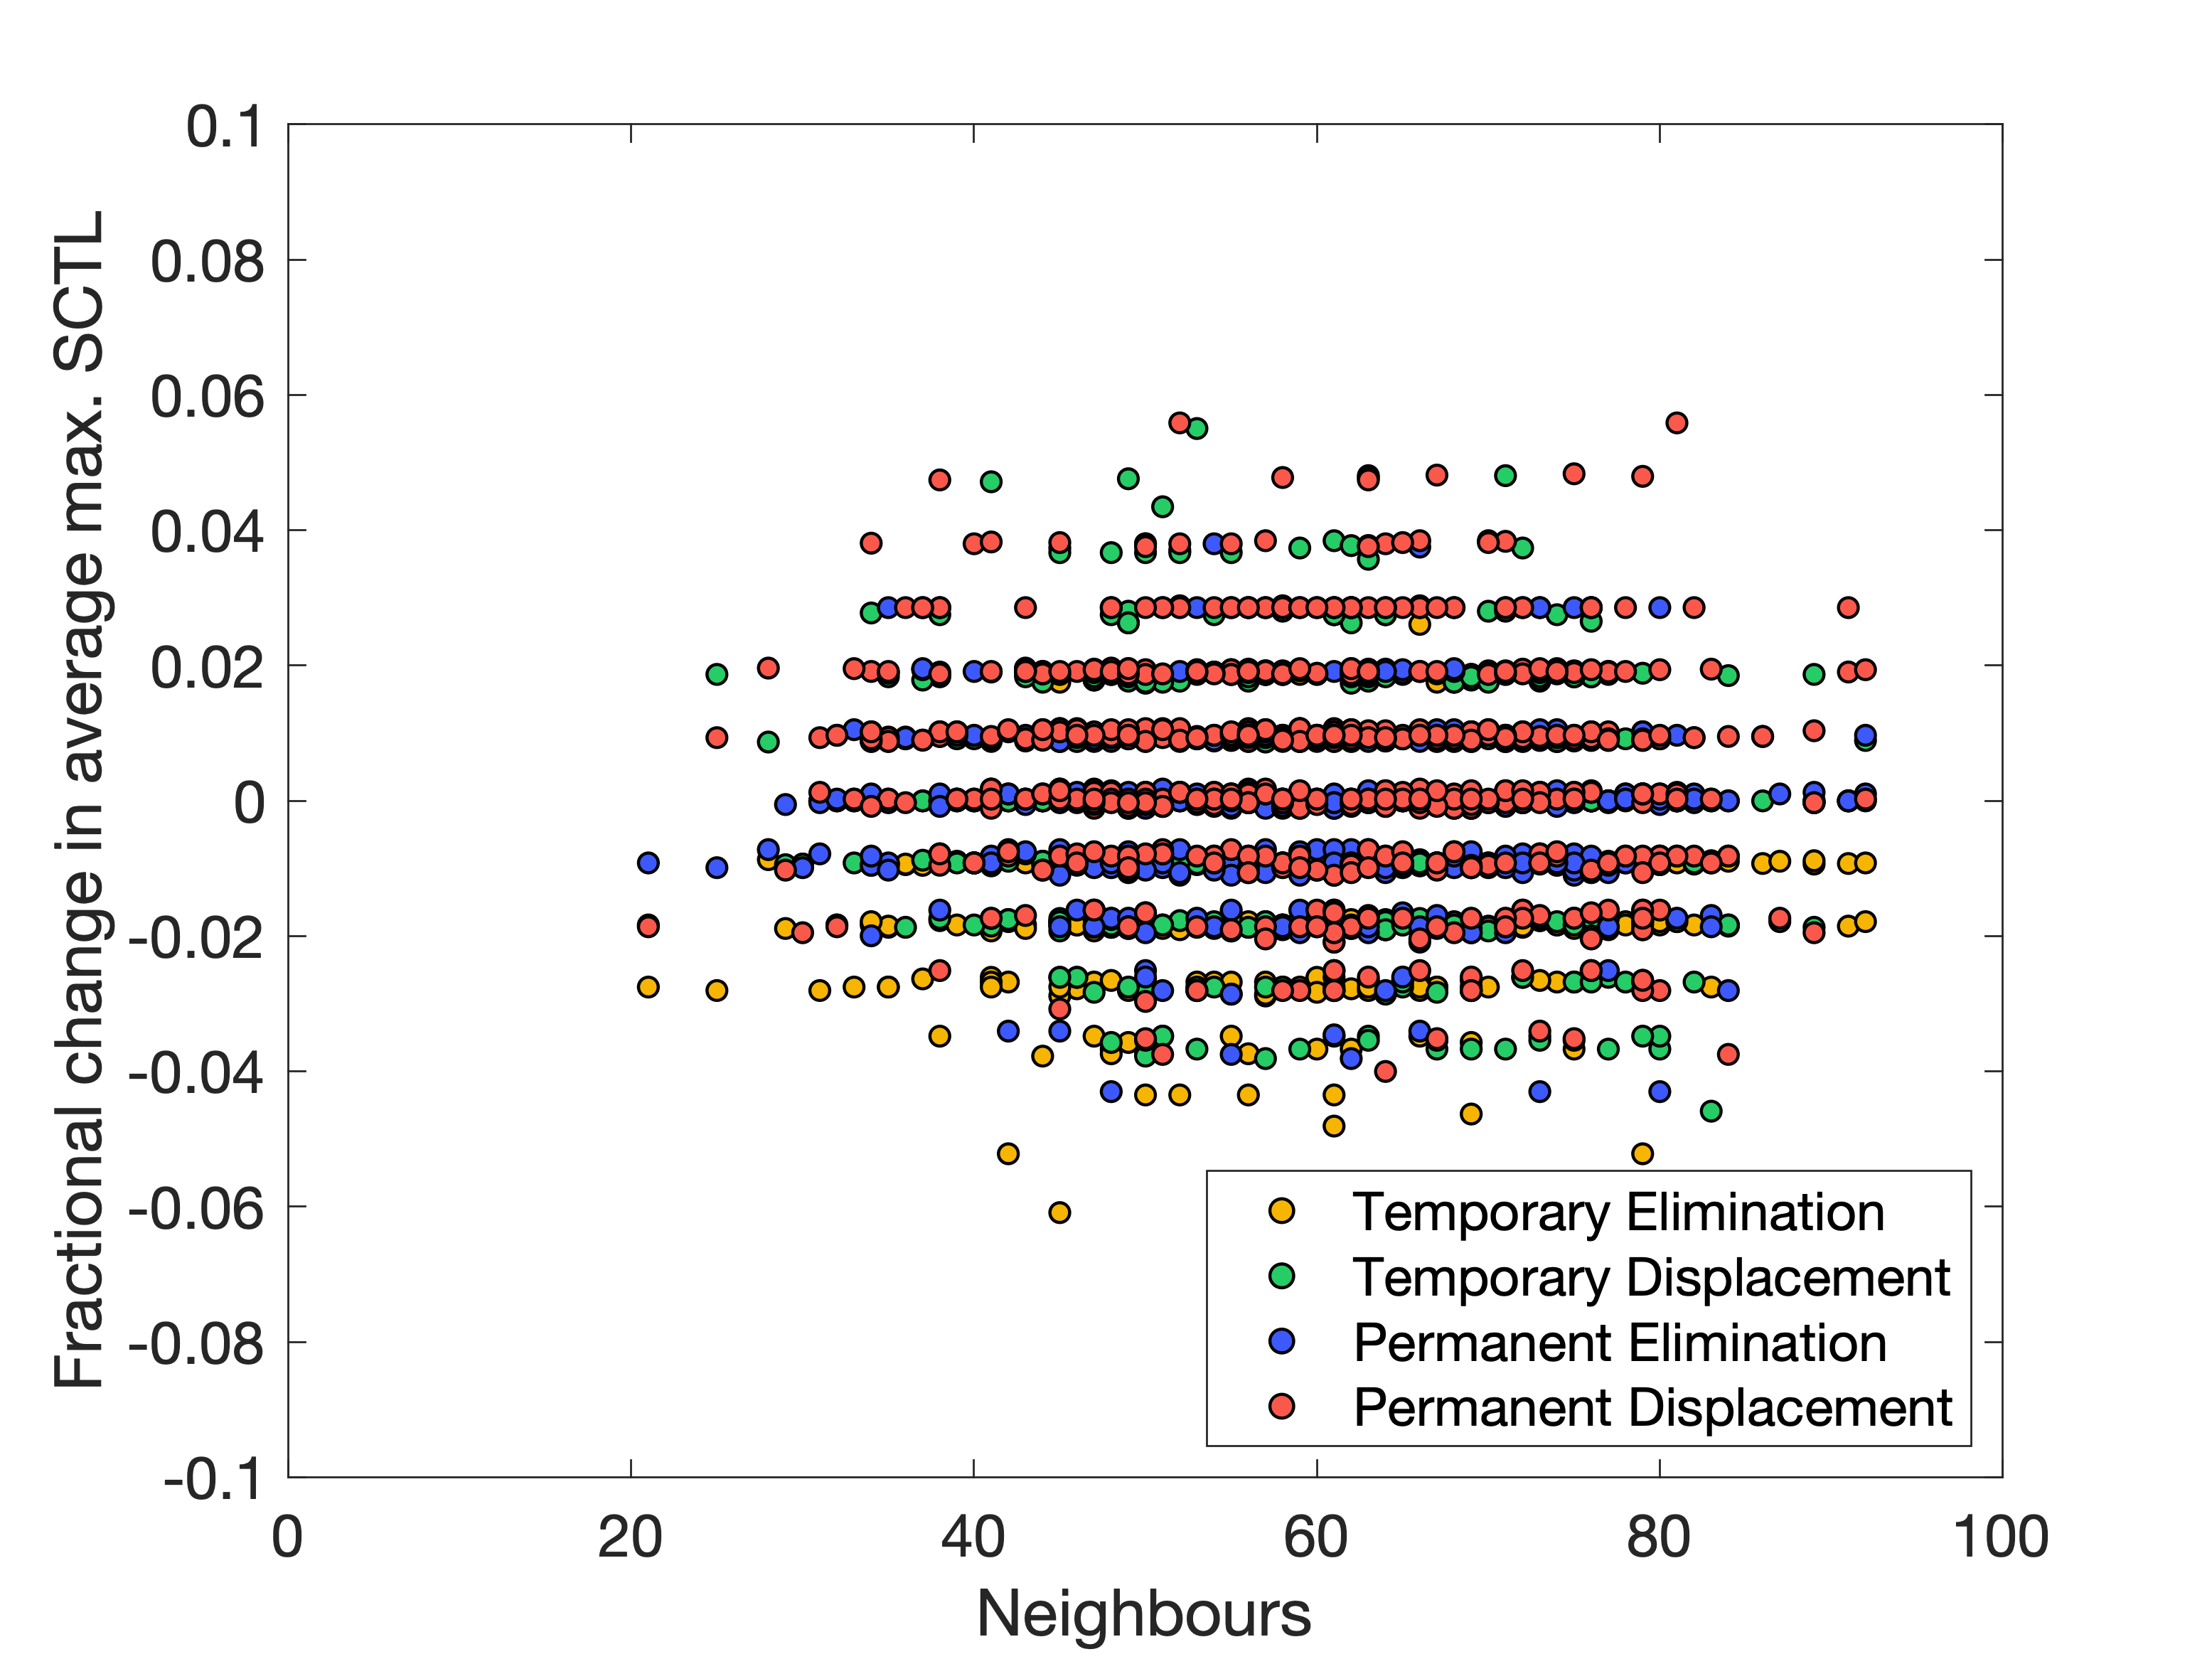 Fractional change in average max. SCTL
0.1
0.08
0.06
0.04
0.02
0
-0.02
-0.04
-0.06
-0.08
-0.1
Temporary Elimination
Temporary Displacement
Permanent Elimination
Permanent Displacement
0 20 40 60 80 100
Neighbours